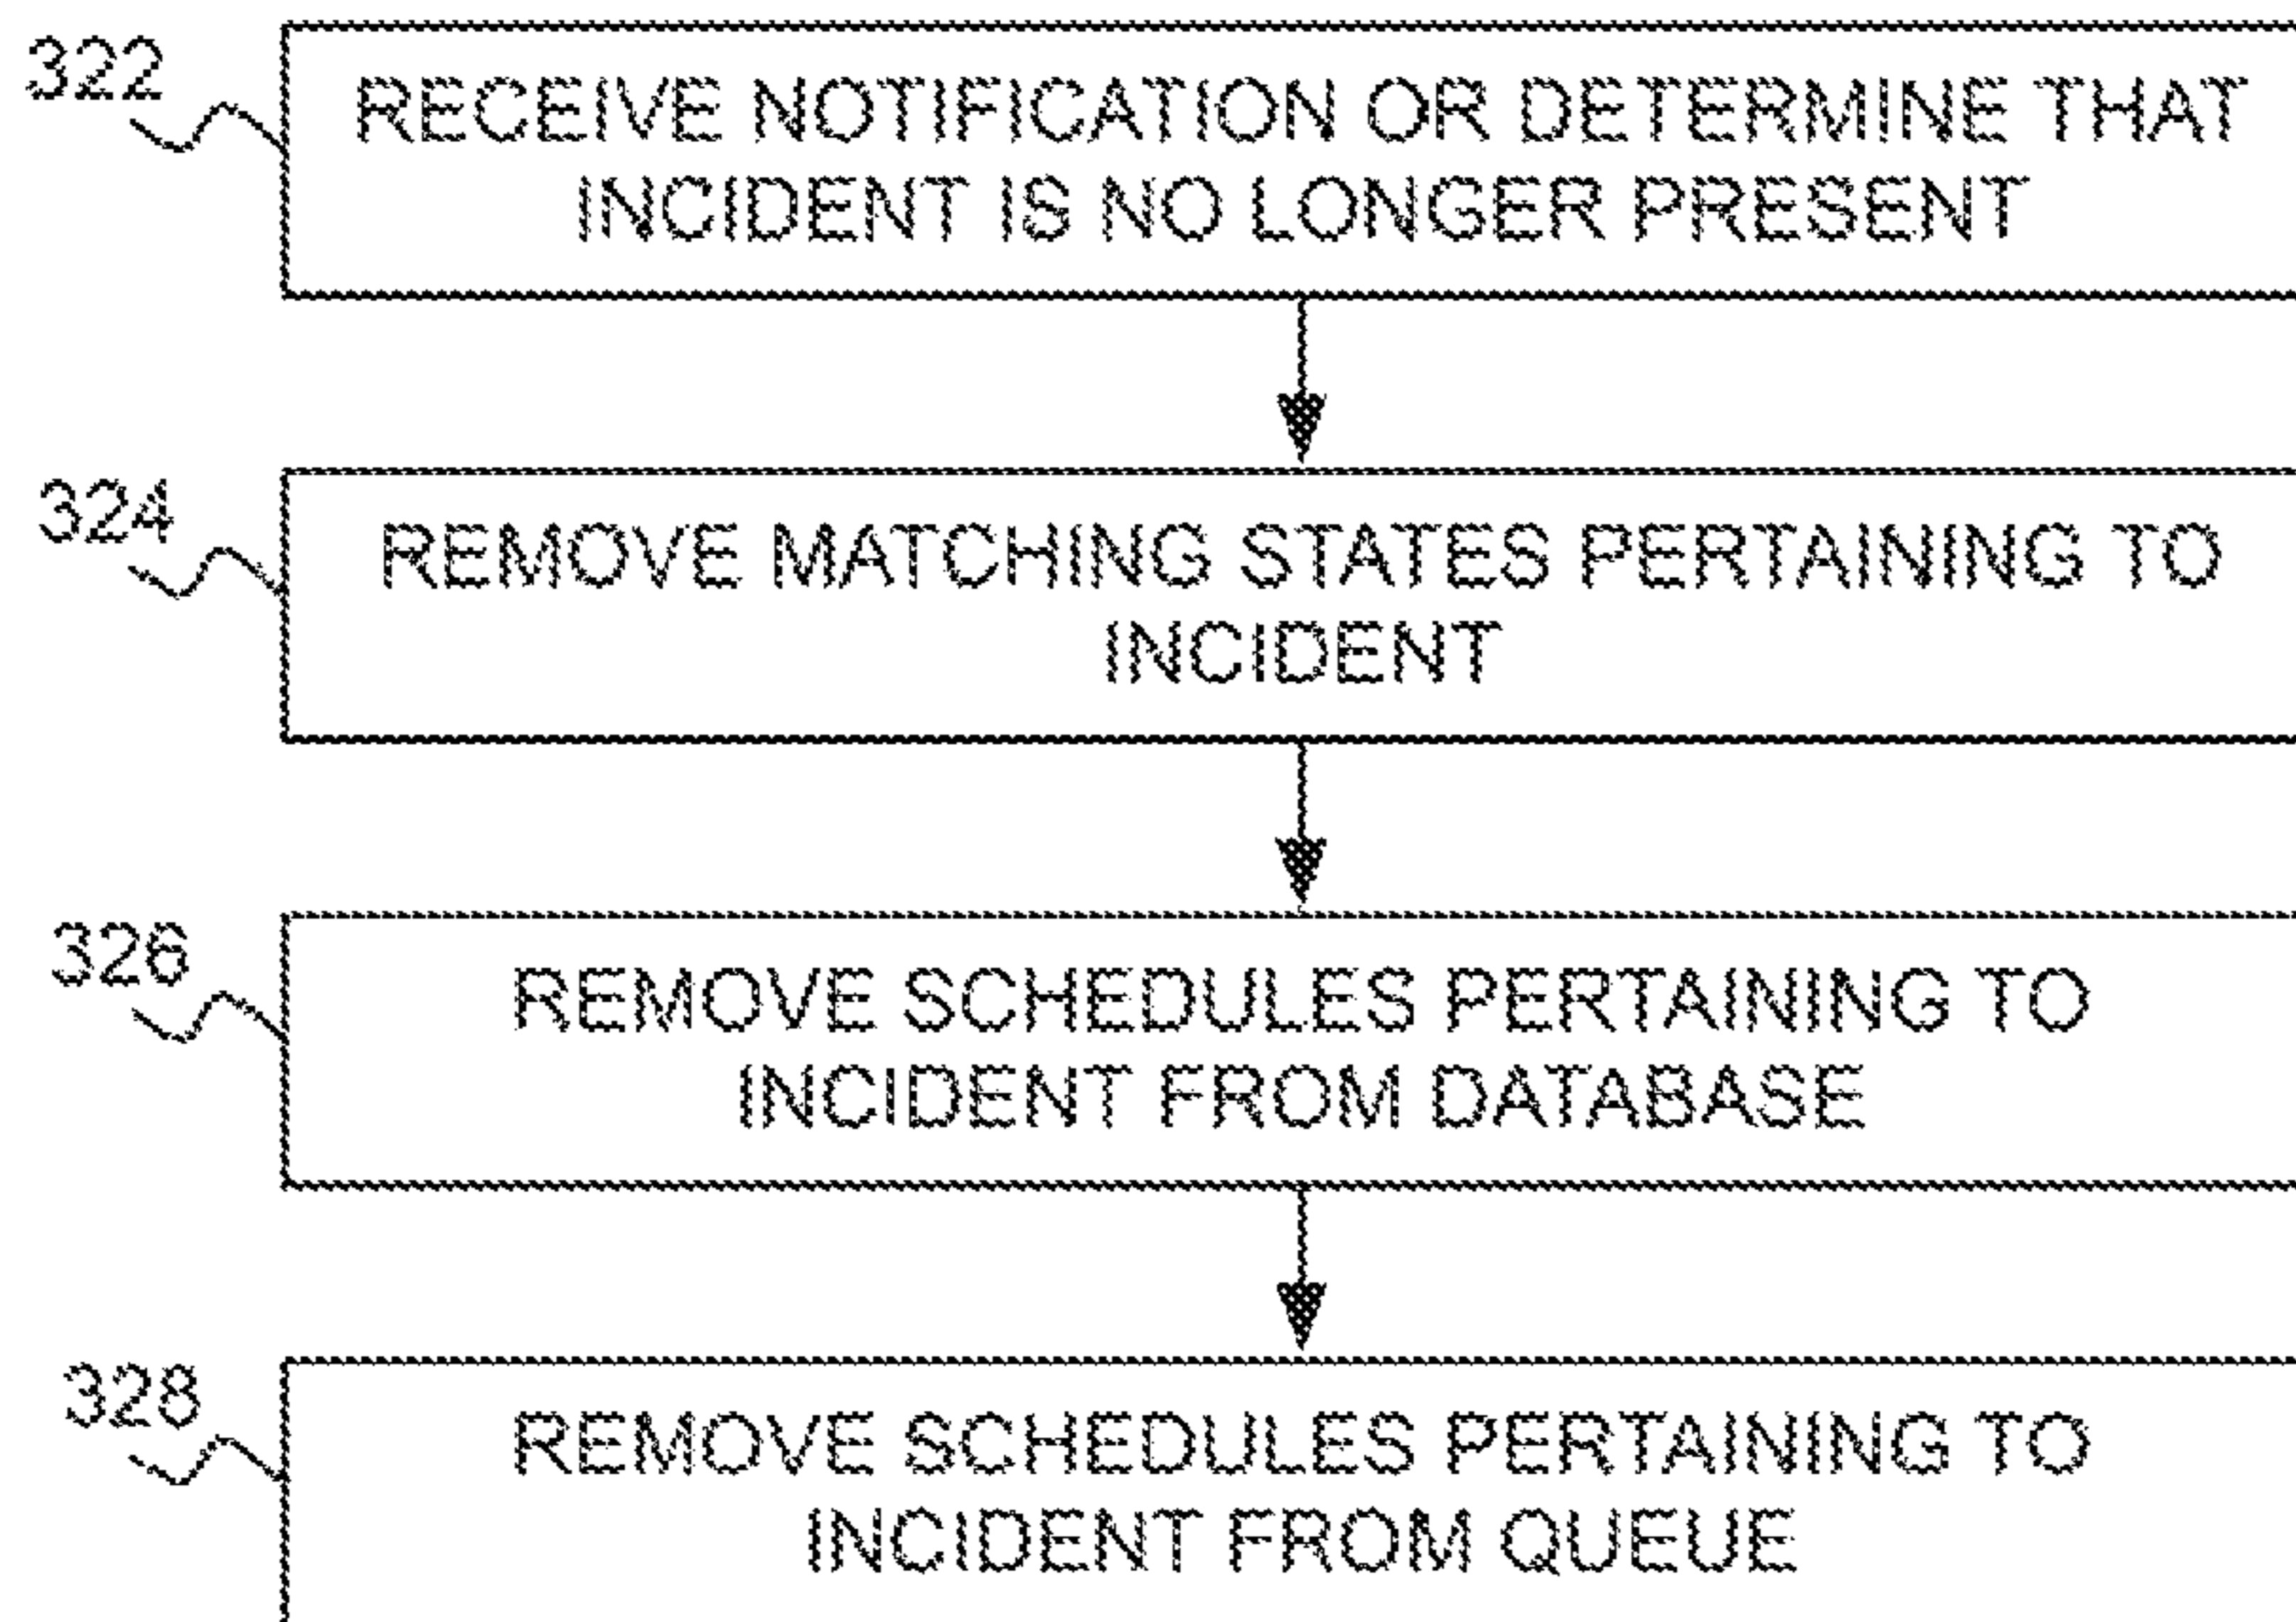 322
RECEIVE NOTIFICATION OR DETERMINE THAT
INCIDENT IS NO LONGER PRESENT
324
REMOVE MATCHING STATES PERTAINING TO
INCIDENT
326
REMOVE SCHEDULES PERTAINING TO
INCIDENT FROM DATABASE
328
REMOVE SCHEDULES PERTAINING TO
INCIDENT FROM QUEUE